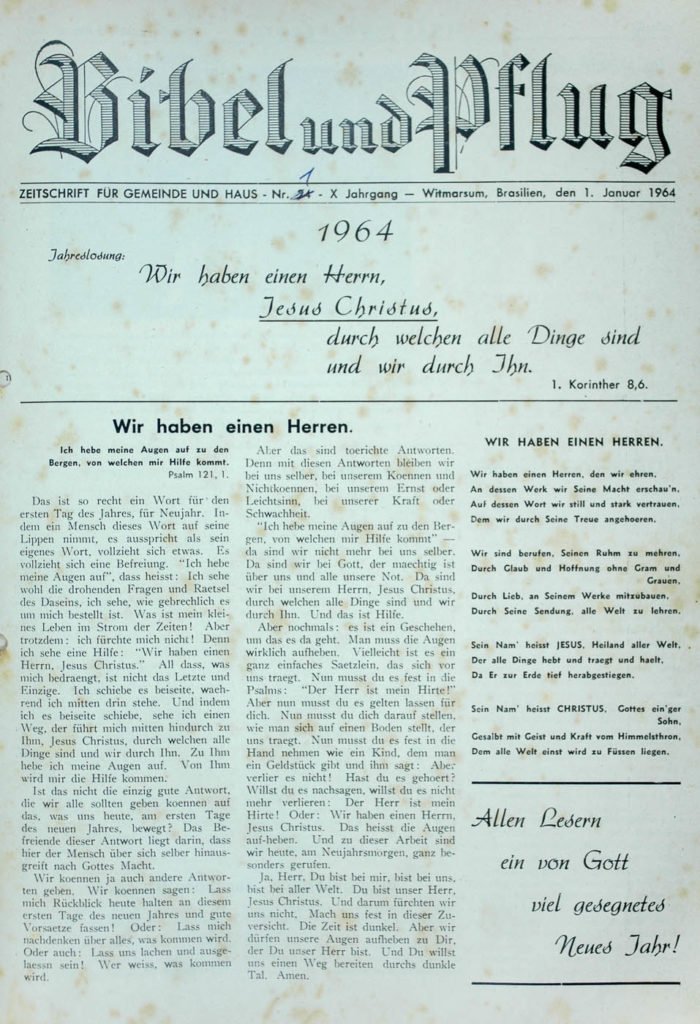 Bibel und Pflug
ZEITSCHRIFT FÜR GEMEINDE UND HAUS - Nr. 1 - X Jahrgang — Witmarsum, Brasilien, den 1. Januar 1964
1964
Jahreslosung:
Wir haben einen Herrn,
Jesus Christus,
durch welchen alle Dinge sind
und wir durch Ihn.
1. Korinther 8,6.
Wir haben einen Herren.
Ich hebe meine Augen auf zu den
Bergen, von welchen mir Hilfe kommt.
Psalm 121, 1.
Das ist so recht ein Wort für den
ersten Tag des Jahres, für Neujahr. In-
dem ein Mensch dieses Wort auf seine
Lippen nimmt, es ausspricht als sein
eigenes Wort, vollzieht sich etwas. Es
vollzieht sich eine Befreiung. "Ich hebe
meine Augen auf", dass heisst: Ich sehe
wohl die drohenden Fragen und Raetsel
des Daseins, ich sehe, wie gebrechlich es
um mich bestellt ist. Was ist mein klei-
nes Leben im Strom der Zeiten! Aber
trotzdem: ich fürchte mich nicht! Denn
ich sehe eine Hilfe: "Wir haben einen
Herrn, Jesus Christus." All dass, was
mich bedraengt, ist nicht das Letzte und
Einzige. Ich schiebe es beiseite, waeh-
rend ich mitten drin stehe. Und indem
ich es beiseite schiebe, sehe ich einen
Weg, der führt mich mitten hindurch zu
Ihm, Jesus Christus, durch welchen alle
Dinge sind und wir durch Ihn. Zu Ihm
hebe ich meine Augen auf. Von Ihm
wird mir die Hilfe kommen.
Ist das nicht die einzig gute Antwort,
die wir alle sollten geben koennen auf
das, was uns heute, am ersten Tage
des neuen Jahres, bewegt? Das Be-
freiende dieser Antwort liegt darin, dass
hier der Mensch über sich selber hinaus-
greift nach Gottes Macht.
Wir koennen ja auch andere Antwor-
ten geben. Wir koennen sagen: Lass
mich Rückblick heute halten an diesem
ersten Tage des neuen Jahres und gute
Vorsaetze fassen! Oder: Lass mich
nachdenken über alles, was kommen wird.
Oder auch: Lass uns lachen und ausge-
laessn sein! Wer weiss, was kommen
wird.
Aber das sind toerichte Antworten.
Denn mit diesen Antworten bleiben wir
bei uns selber, bei unserem Koennen und
Nichtkoennen, bei unserem Ernst oder
Leichtsinn, bei unserer Kraft oder
Schwachheit.
"Ich hebe meine Augen auf zu den Ber-
gen, von welchen mir Hilfe kommt" —
da sind wir nicht mehr bei uns selber.
Da sind wir bei Gott, der maechtig ist
über uns und alle unsere Not. Da sind
wir bei unserem Herrn, Jesus Christus,
durch welchen alle Dinge sind und wir
durch Ihn. Und das ist Hilfe.
Aber nochmals: es ist ein Geschehen,
um das es da geht. Man muss die Augen
wirklich aufheben. Vielleicht ist es ein
ganz einfaches Saetzlein, das sich vor
uns traegt. Nun musst du es fest in die
Psalms: "Der Herr ist mein Hirte!"
Aber nun musst du es gelten lassen für
dich. Nun musst du dich darauf stellen,
wie man sich auf einen Boden stellt, der
uns traegt. Nun musst du es fest in die
Hand nehmen wie ein Kind, dem man
ein Geldstück gibt und ihm sagt: Aber
verlier es nicht! Hast du es gehoert?
Willst du es nachsagen, willst du es nicht
mehr verlieren: Der Herr ist mein
Hirte! Oder: Wir haben einen Herrn,
Jesus Christus. Das heisst die Augen
auf-heben. Und zu dieser Arbeit sind
wir heute, am Neujahrsmorgen, ganz be-
sonders gerufen.
Ja, Herr, Du bist bei mir, bist bei uns,
bist bei aller Welt. Du bist unser Herr,
Jesus Christus. Und darum fürchten wir
uns nicht. Mach uns fest in dieser Zu-
versicht. Die Zeit ist dunkel. Aber wir
dürfen unsere Augen aufheben zu Dir,
der Du unser Herr bist. Und Du willst
uns einen Weg bereiten durchs dunkle
Tal. Amen.
WIR HABEN EINEN HERREN.
Wir haben einen Herren, den wir ehren,
An dessen Werk wir Seine Macht erschau'n,
Auf dessen Wort wir still und stark vertrauen,
Dem wir durch Seine Treue angehoeren.
Wir sind berufen, Seinen Ruhm zu mehren,
Durch Glaub und Hoffnung ohne Gram und
Grauen,
Durch Lieb, an Seinem Werke mitzubauen,
Durch Seine Sendung, alle Welt zu lehren.
Sein Nam' heisst JESUS, Heiland aller Welt,
Der alle Dinge hebt und traegt und haelt,
Da Er zur Erde tief herabgestiegen.
Sein Nam' heisst CHRISTUS, Gottes ein'ger
Sohn,
Gesalbt mit Geist und Kraft vom Himmelsthron,
Dem alle Welt einst wird zu Füssen liegen.
Allen Lesern
ein von Gott
viel gesegnetes
Neues Jahr!